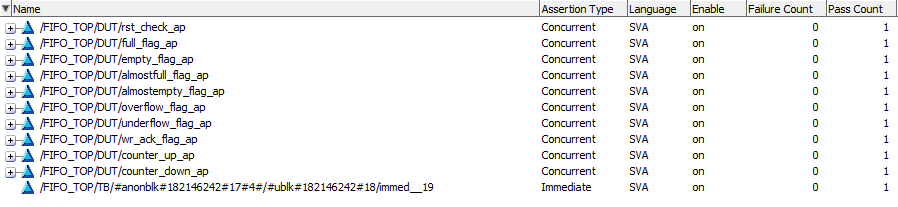 Name Assertion Type Language Enable Failure Count Pass Count
/FIFO_TOP/DUT/rst_check_ap Concurrent SVA on 0 1
/FIFO_TOP/DUT/full_flag_ap Concurrent SVA on 0 1
/FIFO_TOP/DUT/empty_flag_ap Concurrent SVA on 0 1
/FIFO_TOP/DUT/almostfull_flag_ap Concurrent SVA on 0 1
/FIFO_TOP/DUT/almostempty_flag_ap Concurrent SVA on 0 1
/FIFO_TOP/DUT/overflow_flag_ap Concurrent SVA on 0 1
/FIFO_TOP/DUT/underflow_flag_ap Concurrent SVA on 0 1
/FIFO_TOP/DUT/wr_ack_flag_ap Concurrent SVA on 0 1
/FIFO_TOP/DUT/counter_up_ap Concurrent SVA on 0 1
/FIFO_TOP/DUT/counter_down_ap Concurrent SVA on 0 1
/FIFO_TOP/TB/#anonblk#182146242#17#4#/#ublk#182146242#18/immed__19 Immediate SVA on 0 1